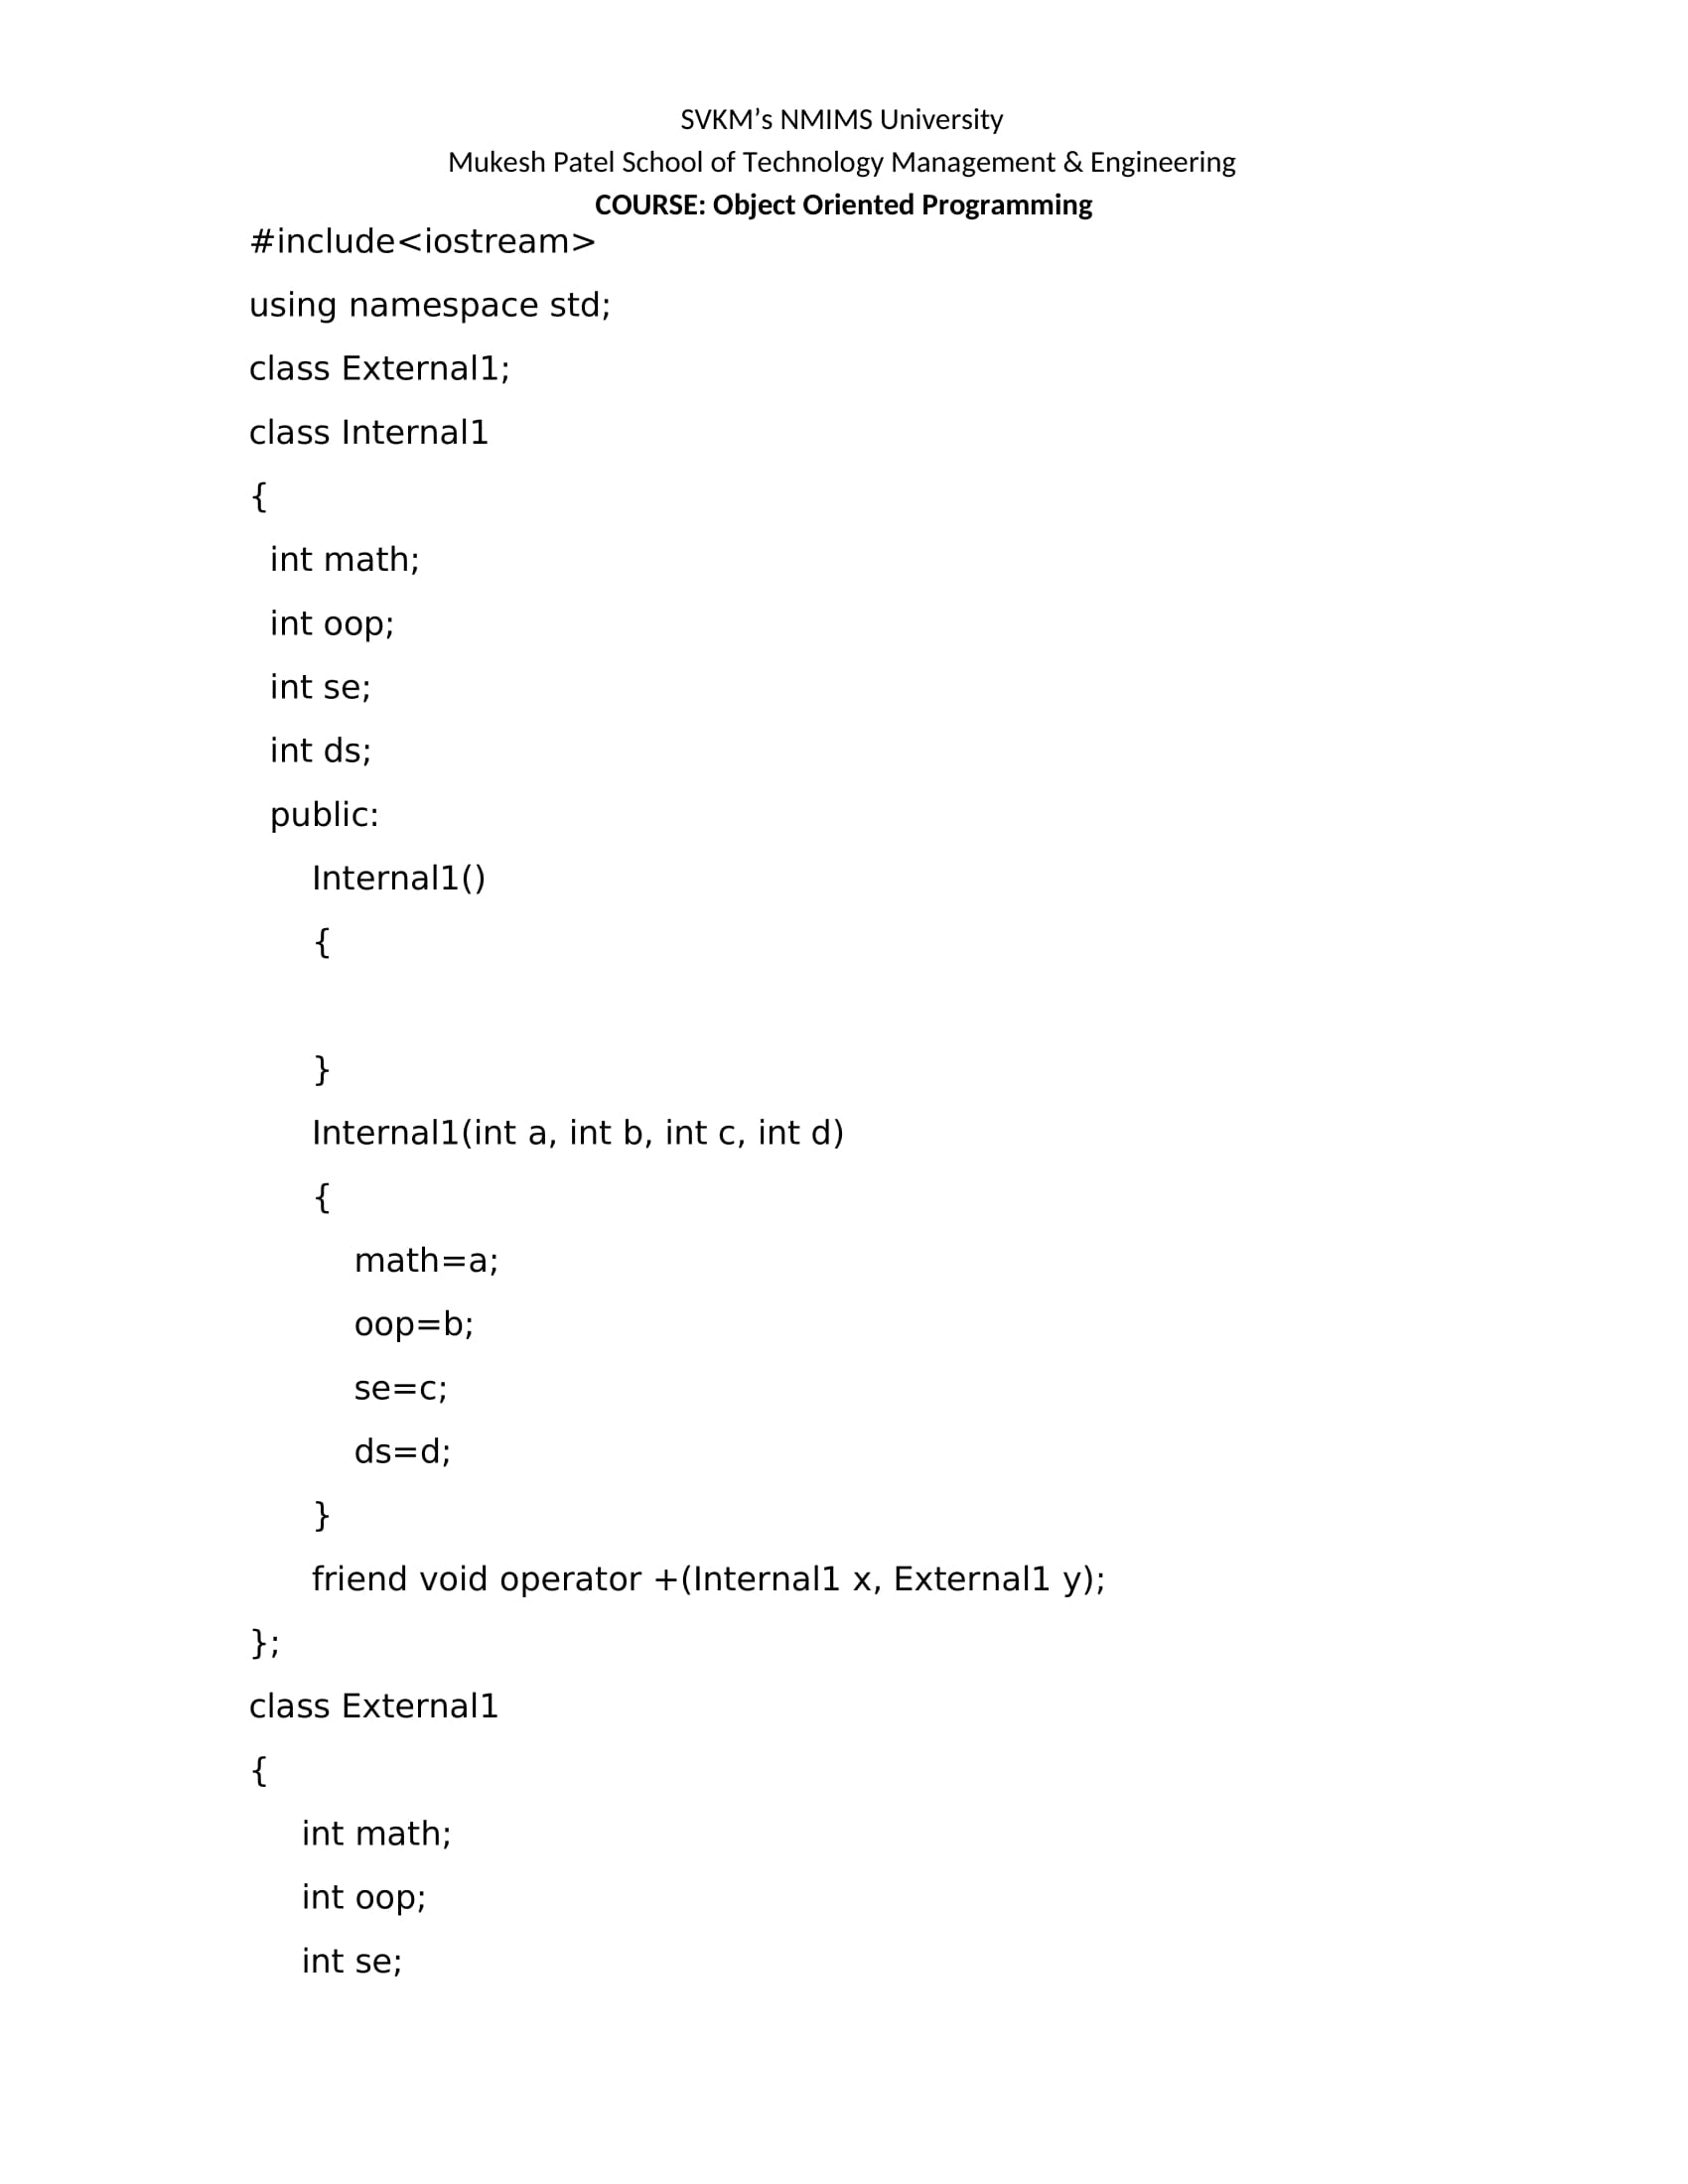 SVKM’s NMIMS University
Mukesh Patel School of Technology Management & Engineering
COURSE: Object Oriented Programming
#include<iostream>
using namespace std;
class External1;
class Internal1
{
int math;
int oop;
int se;
int ds;
public:
Internal1()
{
}
Internal1(int a, int b, int c, int d)
{
math=a;
oop=b;
se=c;
ds=d;
}
friend void operator +(Internal1 x, External1 y);
};
class External1
{
int math;
int oop;
int se;